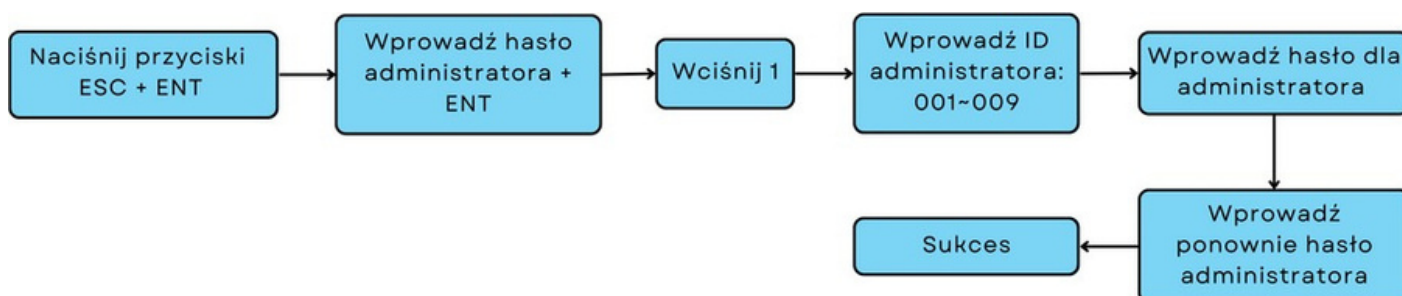 Naciśnij przyciski
ESC + ENT
Wprowadź hasło
administratora +
ENT
Wciśnij 1
Wprowadź ID
administratora:
001~009
Wprowadź hasło dla
administratora
Wprowadź
ponownie hasło
administratora
Sukces